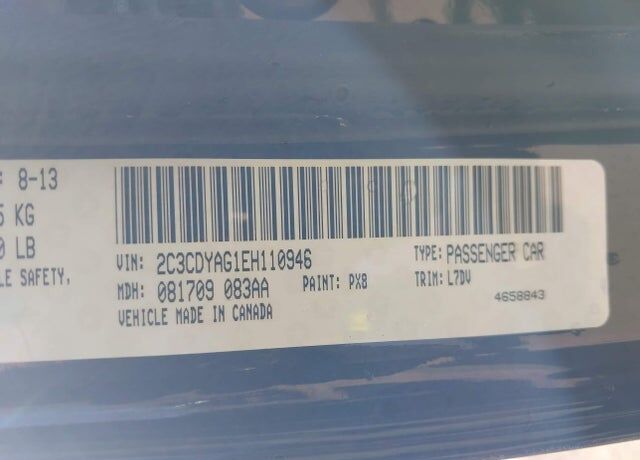 : 8-13
5 KG
0 LB
LE SAFETY.
VIN: 2C3CDYAG1EH110946 TYPE: PASSENGER CAR
MDH: 081709 083AA PAINT: PX8 TRIM: L7DV
VEHICLE MADE IN CANADA 4658843